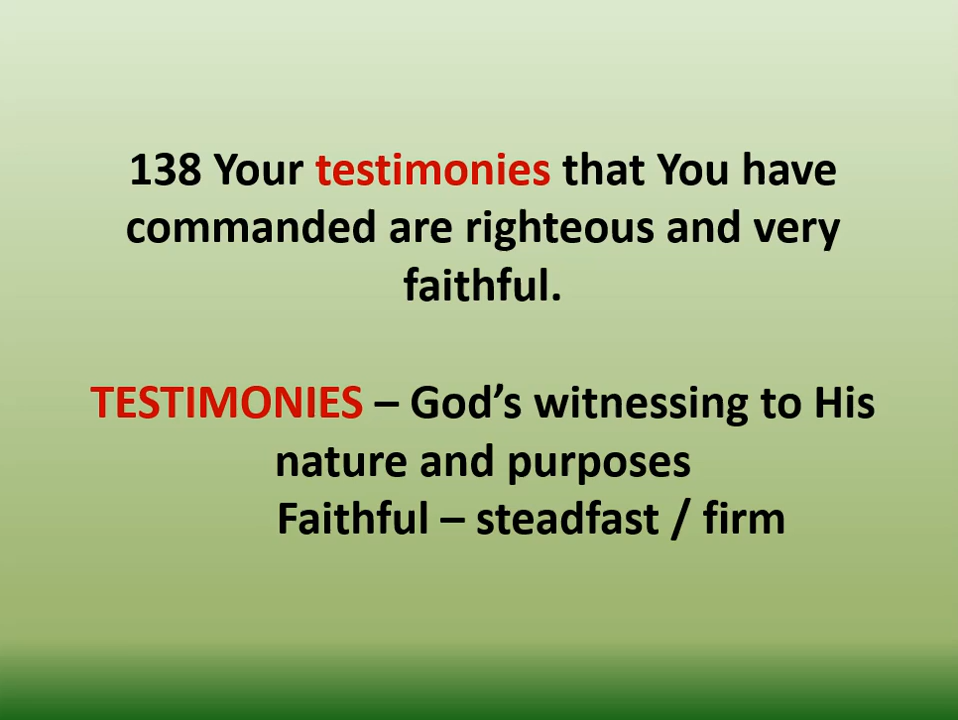 138 Your testimonies that You have
commanded are righteous and very
faithful.
TESTIMONIES – God’s witnessing to His
nature and purposes
Faithful – steadfast / firm